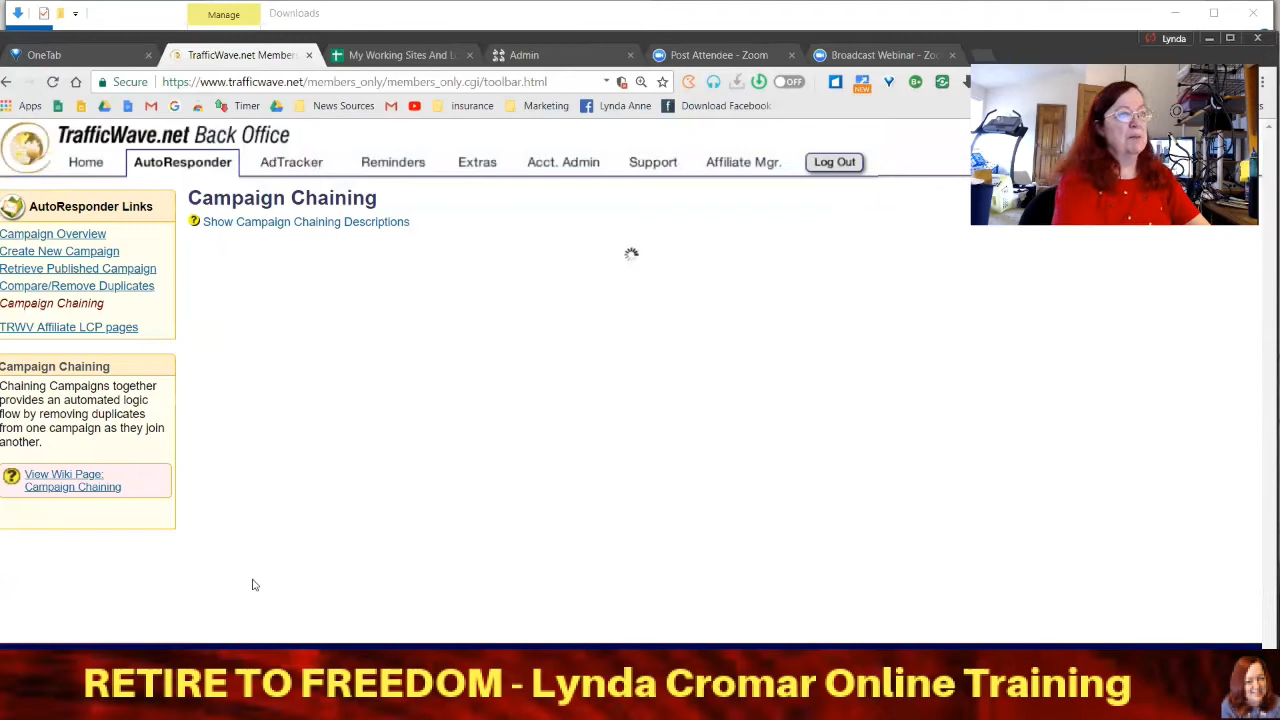 Manage
Downloads
Lynda
OneTab
TrafficWave.net Member
My Working Sites And L
Admin
Post Attendee - Zoom
Broadcast Webinar - Zoo
Secure
https://www.trafficwave.net/members_only/members_only.cgi/toolbar.html
OFF
NEW
Apps
Timer
News Sources
insurance
Marketing
Lynda Anne
Download Facebook
TrafficWave.net Back Office
Home
AutoResponder
AdTracker
Reminders
Extras
Acct. Admin
Support
Affiliate Mgr.
Log Out
AutoResponder Links
Campaign Overview
Create New Campaign
Retrieve Published Campaign
Compare/Remove Duplicates
Campaign Chaining
TRWV Affiliate LCP pages
Campaign Chaining
Chaining Campaigns together
provides an automated logic
flow by removing duplicates
from one campaign as they join
another.
View Wiki Page:
Campaign Chaining
Campaign Chaining
Show Campaign Chaining Descriptions
RETIRE TO FREEDOM - Lynda Cromar Online Training